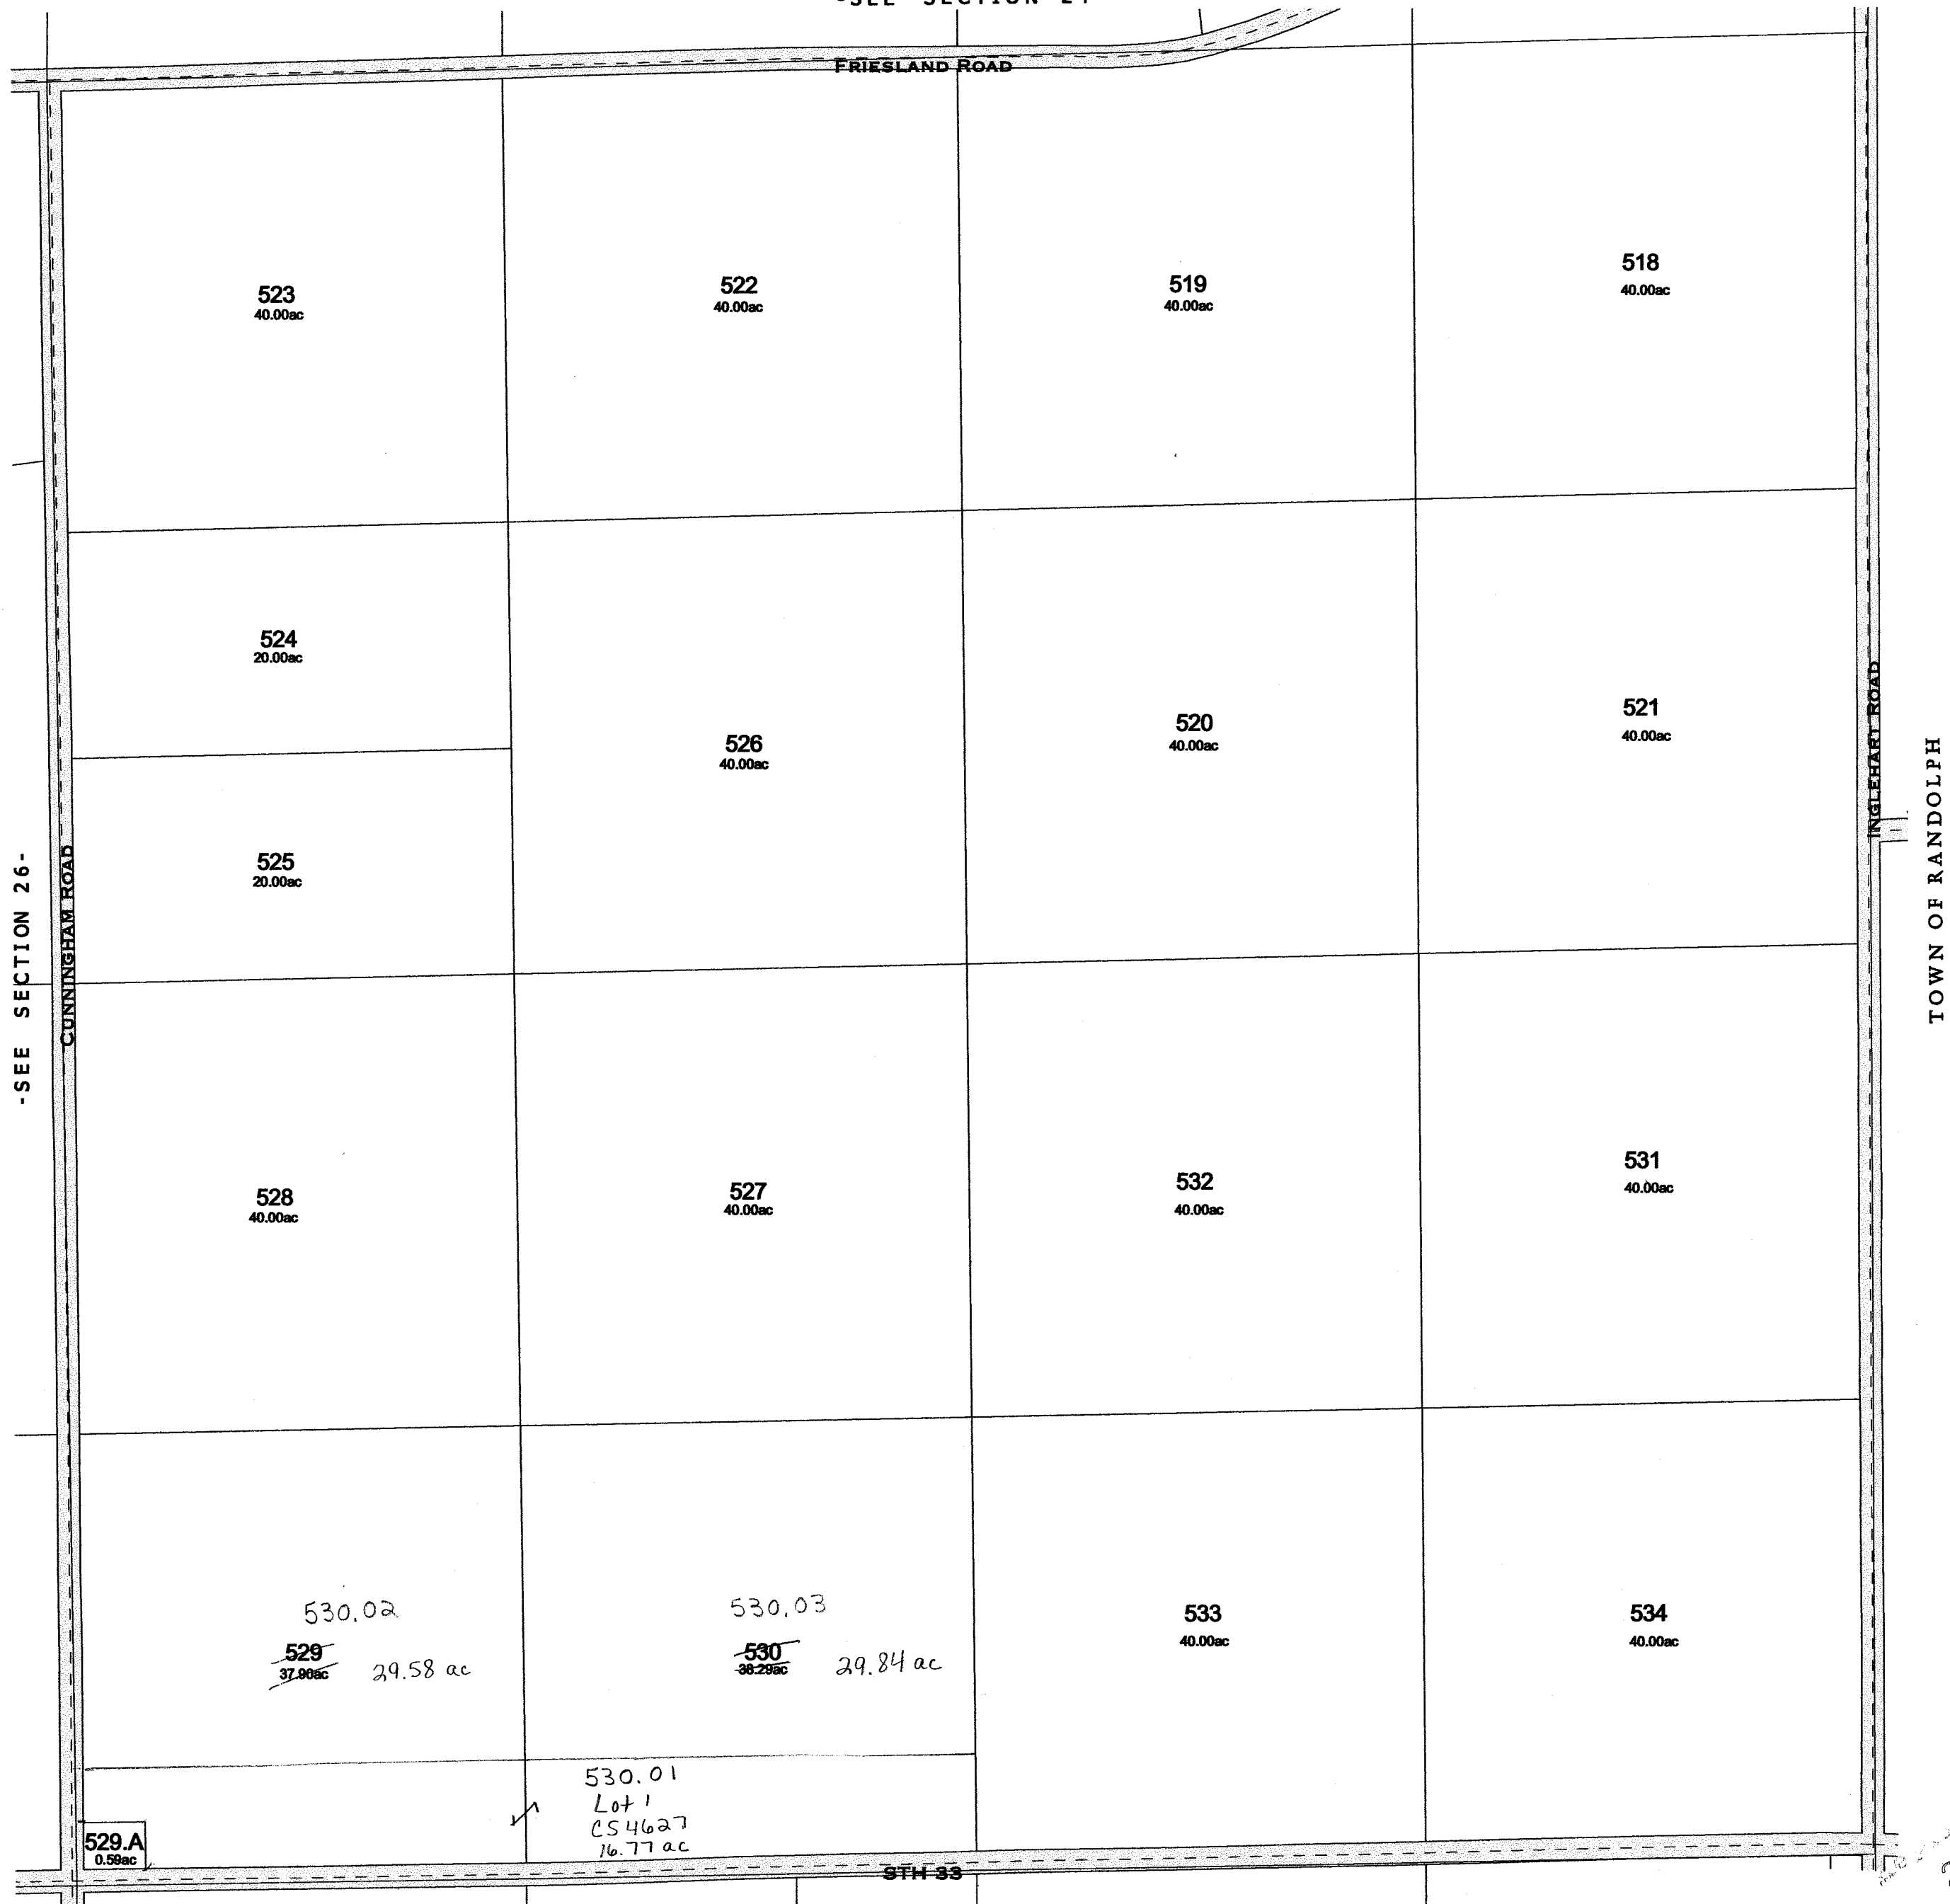 FRIESLAND ROAD
523
40.00ac
522
40.00ac
519
40.00ac
518
40.00ac
524
20.00ac
526
40.00ac
520
40.00ac
521
40.00ac
INGLEHART ROAD
TOWN OF RANDOLPH
525
20.00ac
-SEE SECTION 26-
CUNNINGHAM ROAD
528
40.00ac
527
40.00ac
532
40.00ac
531
40.00ac
530.02
529
37.90ac
29.58 ac
530.03
530
38.29ac
29.84 ac
533
40.00ac
534
40.00ac
530.01
Lot 1
CS4627
16.77 ac
529.A
0.59ac
STH 33